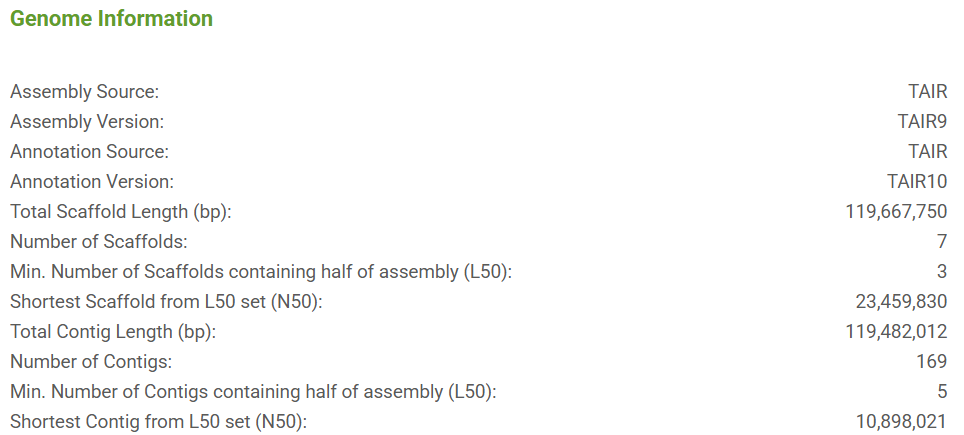 Genome Information
Assembly Source: TAIR
Assembly Version: TAIR9
Annotation Source: TAIR
Annotation Version: TAIR10
Total Scaffold Length (bp): 119,667,750
Number of Scaffolds: 7
Min. Number of Scaffolds containing half of assembly (L50): 3
Shortest Scaffold from L50 set (N50): 23,459,830
Total Contig Length (bp): 119,482,012
Number of Contigs: 169
Min. Number of Contigs containing half of assembly (L50): 5
Shortest Contig from L50 set (N50): 10,898,021